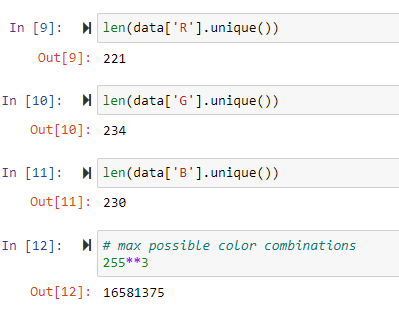 In [9]: len(data['R'].unique())
Out[9]: 221
In [10]: len(data['G'].unique())
Out[10]: 234
In [11]: len(data['B'].unique())
Out[11]: 230
In [12]: # max possible color combinations
255**3
Out[12]: 16581375